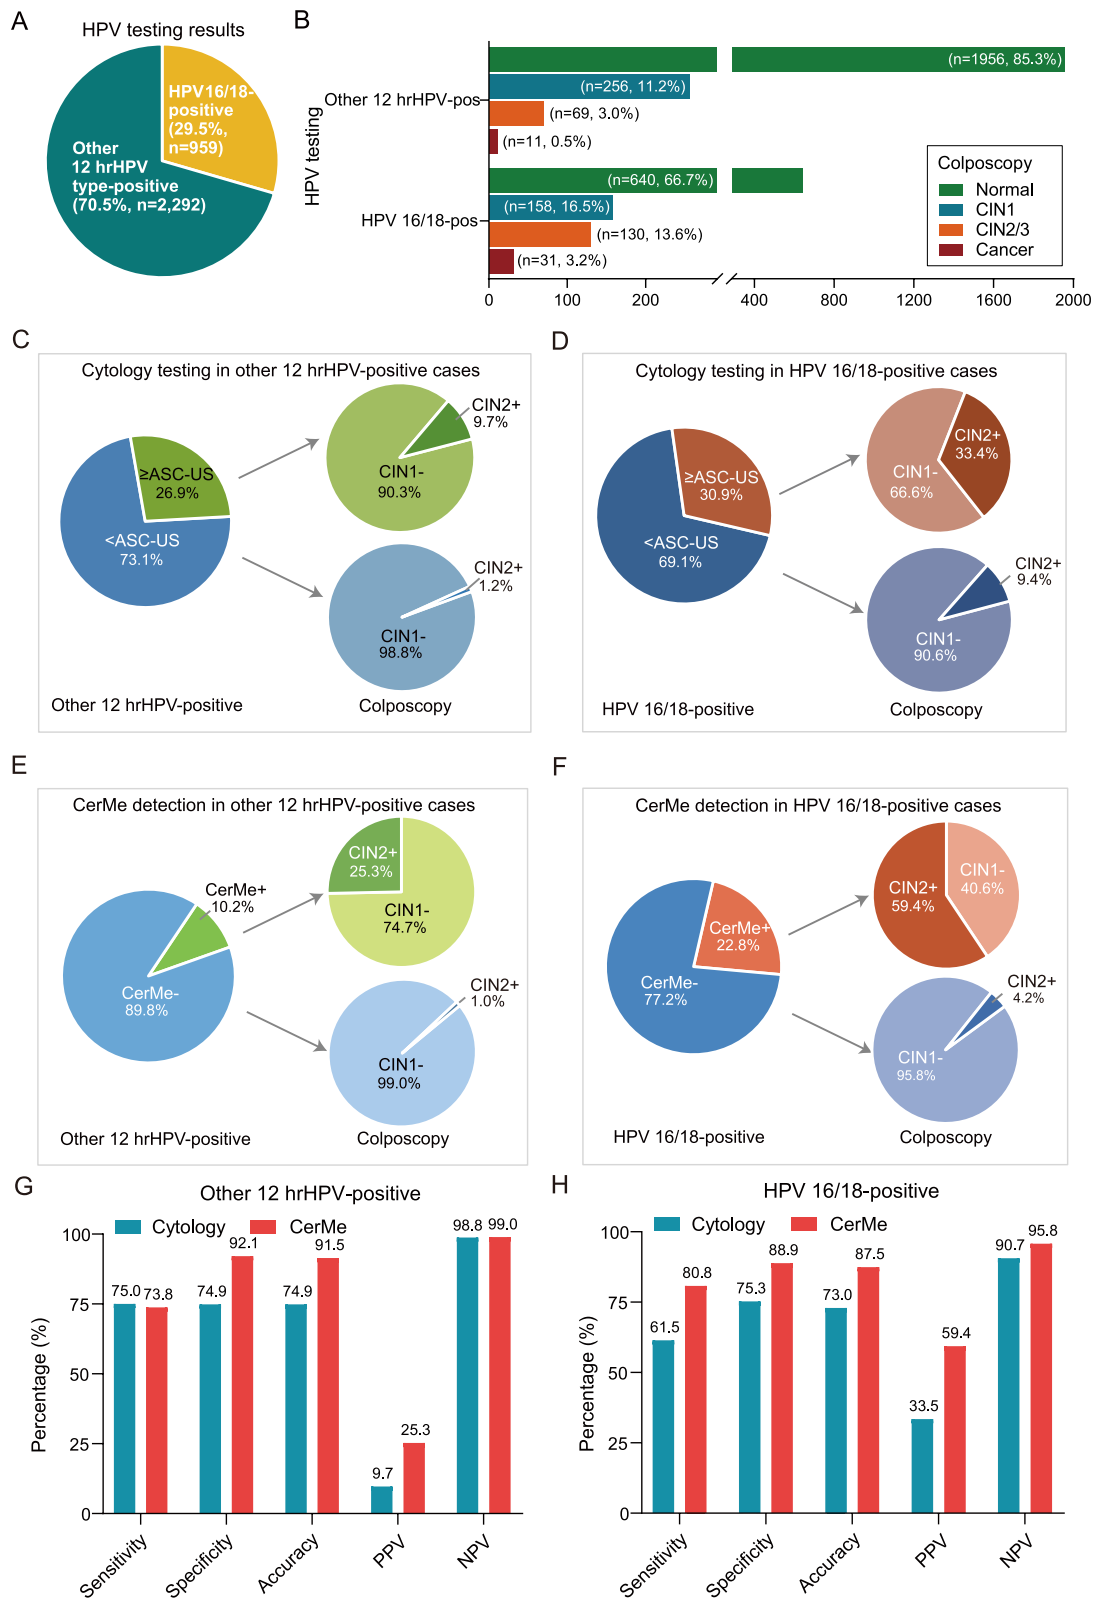 A
HPV testing results
HPV16/18-
positive
(29.5%,
n=959)
Other
12 hrHPV
type-positive
(70.5%, n=2,292)
B
HPV testing
Other 12 hrHPV-pos
HPV 16/18-pos
(n=1956, 85.3%)
(n=256, 11.2%)
(n=69, 3.0%)
(n=11, 0.5%)
(n=640, 66.7%)
(n=158, 16.5%)
(n=130, 13.6%)
(n=31, 3.2%)
Colposcopy
Normal
CIN1
CIN2/3
Cancer
0 100 200 400 800 1200 1600 2000
C
Cytology testing in other 12 hrHPV-positive cases
≥ASC-US
26.9%
<ASC-US
73.1%
CIN2+
9.7%
CIN1-
90.3%
CIN2+
1.2%
CIN1-
98.8%
Other 12 hrHPV-positive
Colposcopy
D
Cytology testing in HPV 16/18-positive cases
≥ASC-US
30.9%
<ASC-US
69.1%
CIN2+
33.4%
CIN1-
66.6%
CIN2+
9.4%
CIN1-
90.6%
HPV 16/18-positive
Colposcopy
E
CerMe detection in other 12 hrHPV-positive cases
CerMe+
10.2%
CerMe-
89.8%
CIN2+
25.3%
CIN1-
74.7%
CIN2+
1.0%
CIN1-
99.0%
Other 12 hrHPV-positive
Colposcopy
F
CerMe detection in HPV 16/18-positive cases
CerMe+
22.8%
CerMe-
77.2%
CIN1-
40.6%
CIN2+
59.4%
CIN2+
4.2%
CIN1-
95.8%
HPV 16/18-positive
Colposcopy
G
Other 12 hrHPV-positive
Cytology
CerMe
Percentage (%)
100
75
50
25
0
75.0 73.8
74.9 92.1
74.9 91.5
9.7 25.3
98.8 99.0
Sensitivity
Specificity
Accuracy
PPV
NPV
H
HPV 16/18-positive
Cytology
CerMe
Percentage (%)
100
75
50
25
0
61.5 80.8
75.3 88.9
73.0 87.5
33.5 59.4
90.7 95.8
Sensitivity
Specificity
Accuracy
PPV
NPV